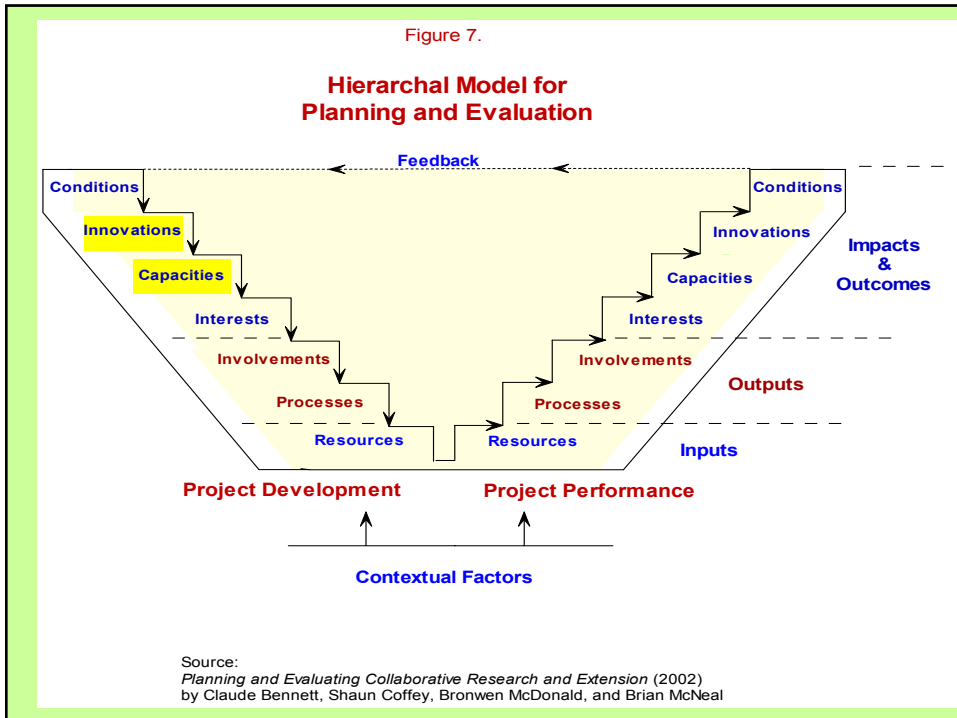 Figure 7.
Hierarchal Model for
Planning and Evaluation
Feedback
Conditions
Conditions
Innovations
Innovations
Capacities
Capacities
Interests
Interests
Involvements
Involvements
Processes
Processes
Resources
Resources
Impacts
&
Outcomes
Outputs
Inputs
Project Development
Project Performance
Contextual Factors
Source:
Planning and Evaluating Collaborative Research and Extension (2002)
by Claude Bennett, Shaun Coffey, Bronwen McDonald, and Brian McNeal